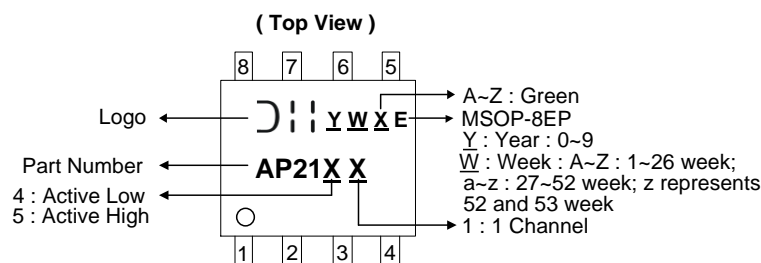 ( Top View )
8 7 6 5
Logo
Y W X E
A~Z : Green
MSOP-8EP
Y : Year : 0~9
W : Week : A~Z : 1~26 week;
a~z : 27~52 week; z represents
52 and 53 week
Part Number
AP21X X
4 : Active Low
5 : Active High
1 : 1 Channel
1 2 3 4